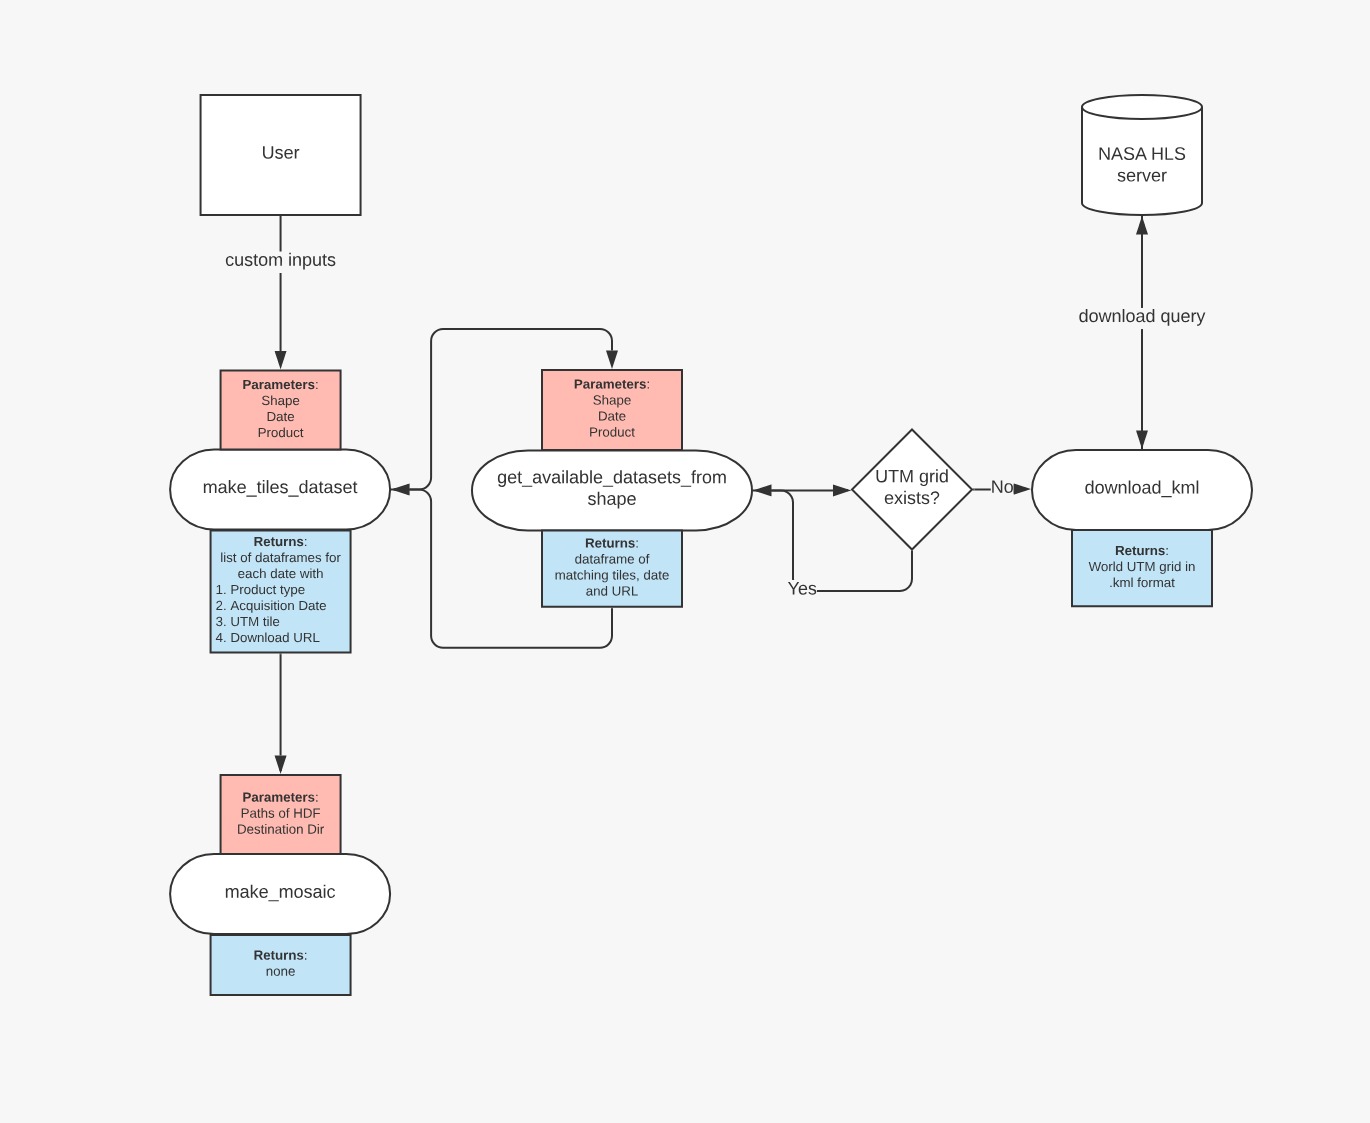 User
NASA HLS
server
custom inputs
download query
Parameters:
Shape
Date
Product
make_tiles_dataset
Returns:
list of dataframes for
each date with
1. Product type
2. Acquisition Date
3. UTM tile
4. Download URL
Parameters:
Shape
Date
Product
get_available_datasets_from
shape
Returns:
dataframe of
matching tiles, date
and URL
UTM grid
exists?
Yes
No
download_kml
Returns:
World UTM grid in
.kml format
Parameters:
Paths of HDF
Destination Dir
make_mosaic
Returns:
none